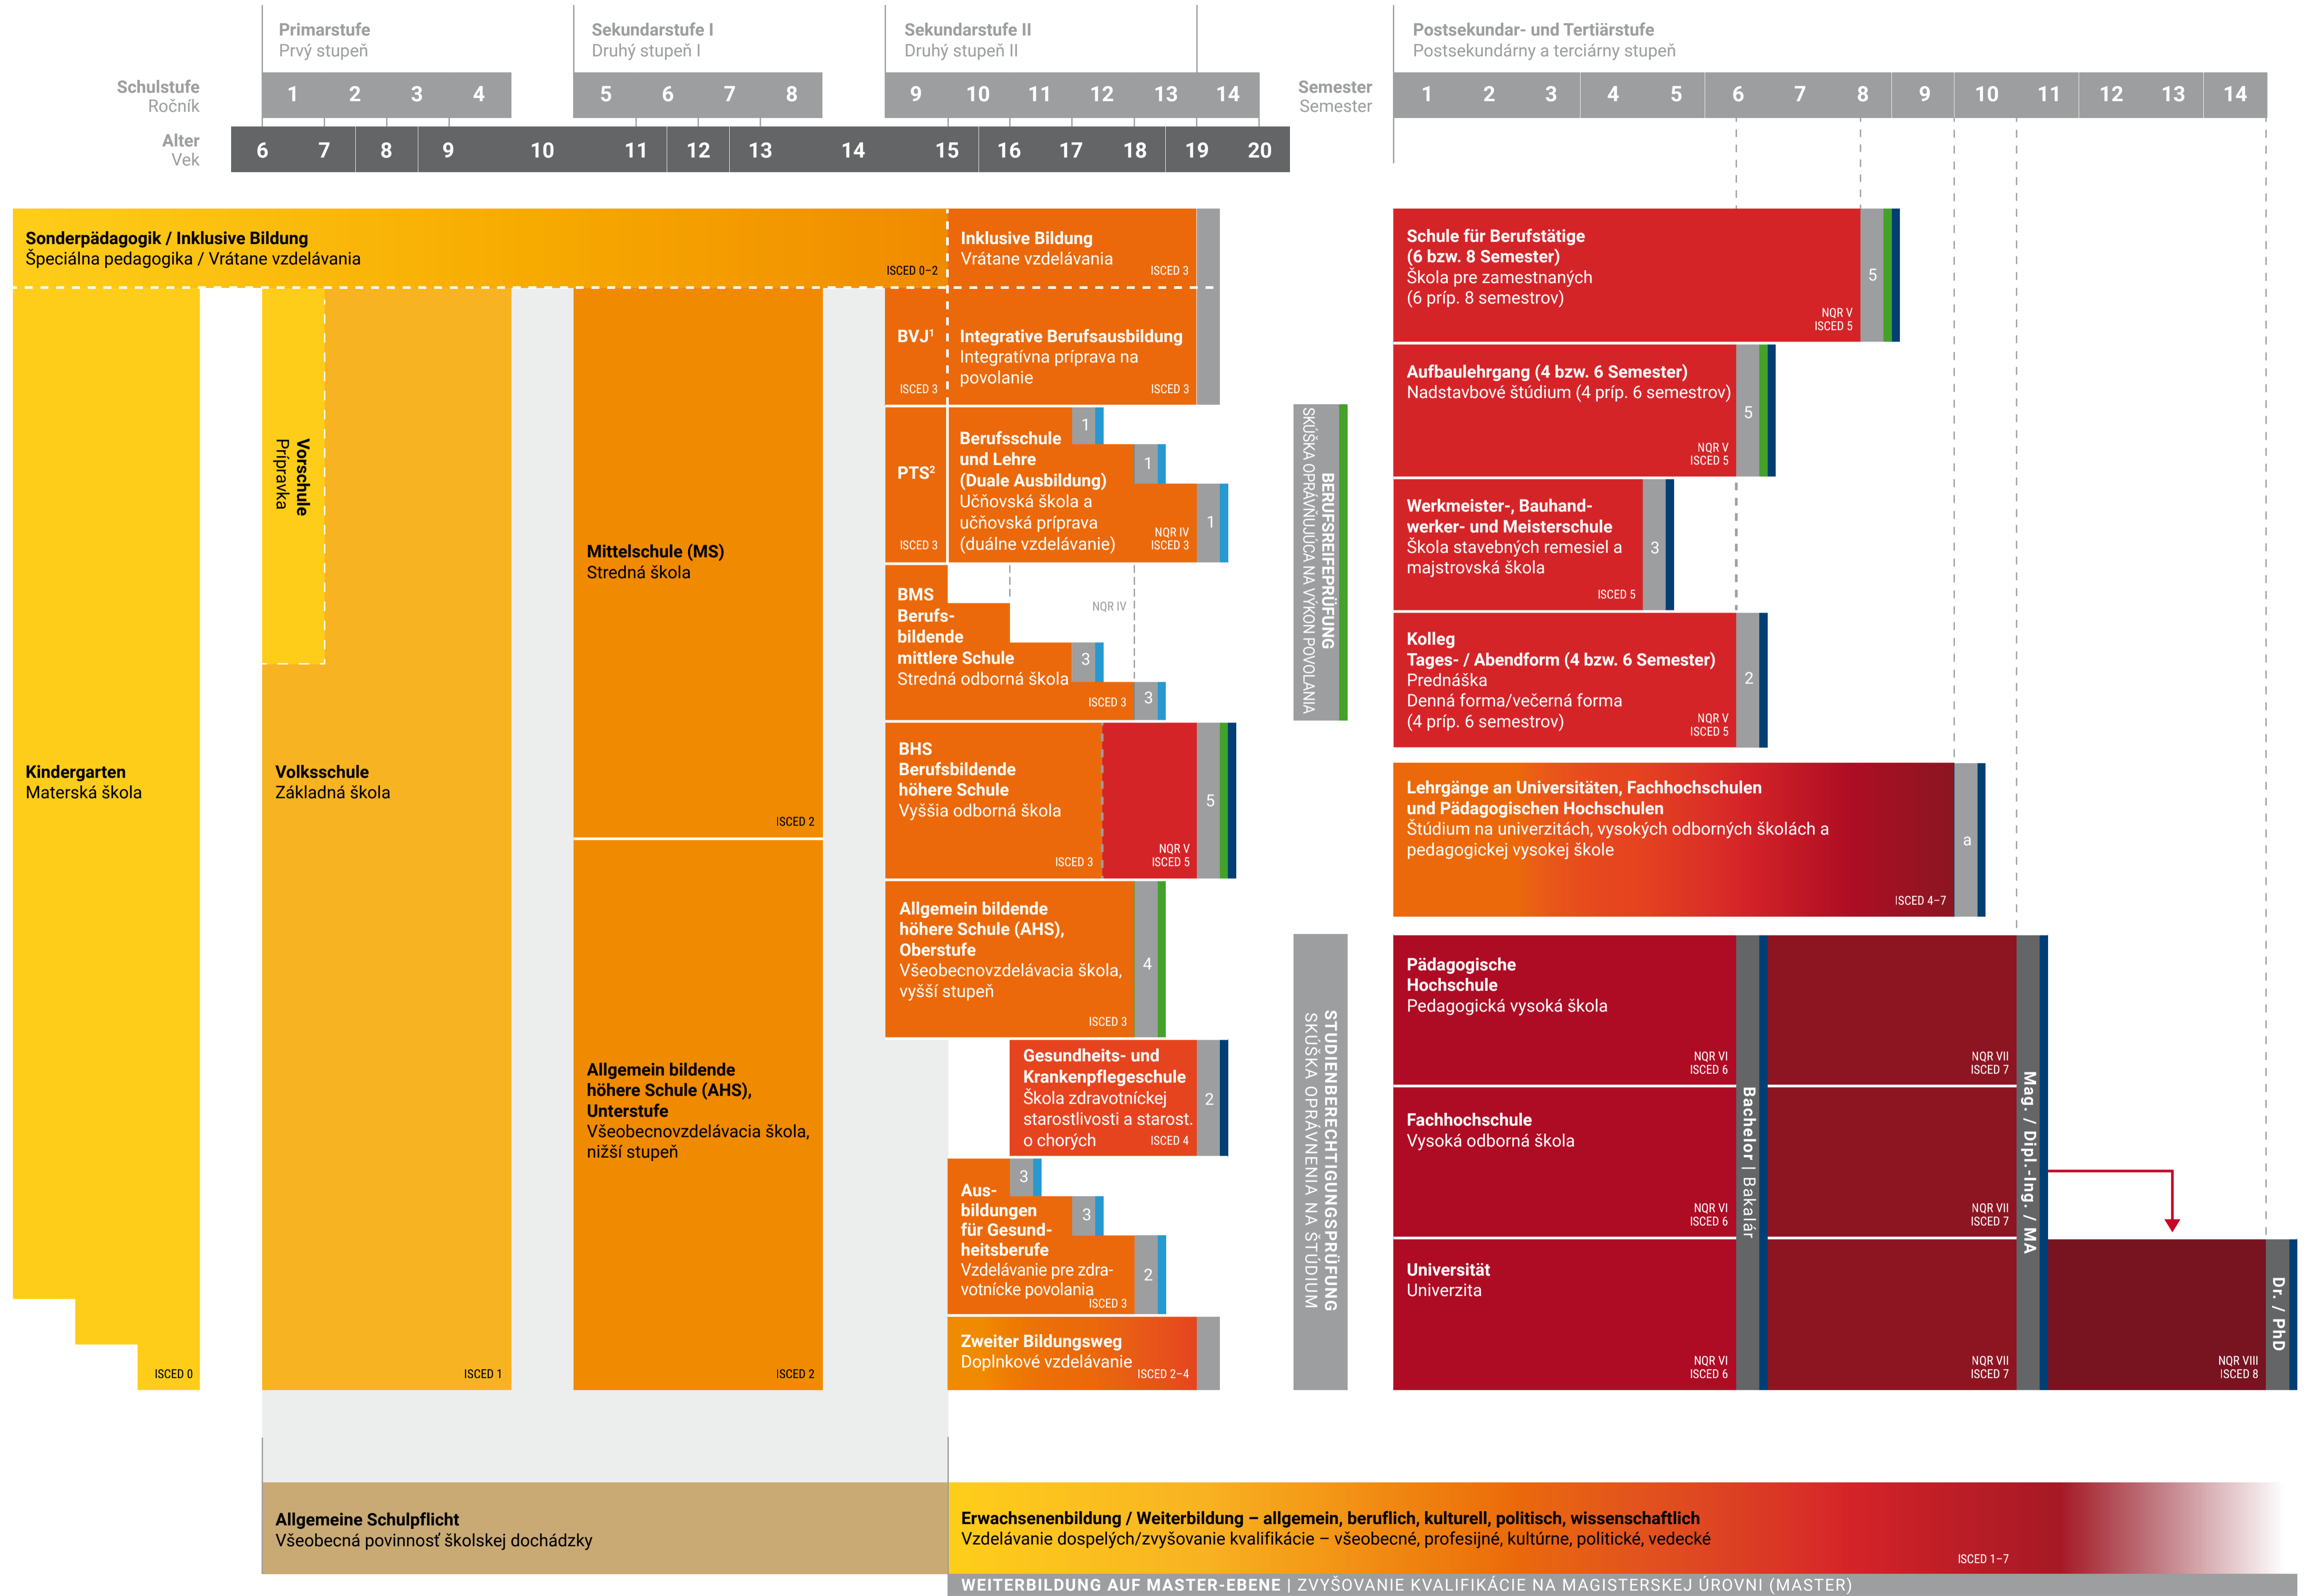 Primarstufe
Prvý stupeň
Sekundarstufe I
Druhý stupeň I
Sekundarstufe II
Druhý stupeň II
Postsekundar- und Tertiärstufe
Postsekundárny a terciárny stupeň
Schulstufe
Ročník
1 2 3 4 5 6 7 8 9 10 11 12 13 14
Semester
Semester
1 2 3 4 5 6 7 8 9 10 11 12 13 14
Alter
Vek
6 7 8 9 10 11 12 13 14 15 16 17 18 19 20
Sonderpädagogik / Inklusive Bildung
Špeciálna pedagogika / Vrátane vzdelávania
ISCED 0–2
Inklusive Bildung
Vrátane vzdelávania
ISCED 3
Kindergarten
Materská škola
ISCED 0
Vorschule
Prípravka
Volksschule
Základná škola
ISCED 1
Mittelschule (MS)
Stredná škola
ISCED 2
Allgemein bildende
höhere Schule (AHS),
Unterstufe
Všeobecnovzdelávacia škola,
nižší stupeň
ISCED 2
BVJ¹
ISCED 3
Integrative Berufsausbildung
Integratívna príprava na
povolanie
ISCED 3
PTS²
ISCED 3
Berufsschule
und Lehre
(Duale Ausbildung)
Učňovská škola a
učňovská príprava
(duálne vzdelávanie)
NQR IV
ISCED 3
1
1
1
BMS
Berufs-
bildende
mittlere Schule
Stredná odborná škola
ISCED 3
NQR IV
3
3
BHS
Berufsbildende
höhere Schule
Vyššia odborná škola
ISCED 3
NQR V
ISCED 5
5
Allgemein bildende
höhere Schule (AHS),
Oberstufe
Všeobecnovzdelávacia škola,
vyšší stupeň
ISCED 3
4
Gesundheits- und
Krankenpflegeschule
Škola zdravotníckej
starostlivosti a starost.
o chorých
ISCED 4
2
Aus-
bildungen
für Gesund-
heitsberufe
Vzdelávanie pre zdra-
votnícke povolania
ISCED 3
3
3
2
Zweiter Bildungsweg
Doplnkové vzdelávanie
ISCED 2–4
BERUFSREIFEPRÜFUNG
SKÚŠKA OPRÁVŇUJÚCA NA VÝKON POVOLANIA
STUDIENBERECHTIGUNGSPRÜFUNG
SKÚŠKA OPRÁVNENIA NA ŠTÚDIUM
Schule für Berufstätige
(6 bzw. 8 Semester)
Škola pre zamestnaných
(6 príp. 8 semestrov)
NQR V
ISCED 5
5
Aufbaulehrgang (4 bzw. 6 Semester)
Nadstavbové štúdium (4 príp. 6 semestrov)
NQR V
ISCED 5
5
Werkmeister-, Bauhand-
werker- und Meisterschule
Škola stavebných remesiel a
majstrovská škola
ISCED 5
3
Kolleg
Tages- / Abendform (4 bzw. 6 Semester)
Prednáška
Denná forma/večerná forma
(4 príp. 6 semestrov)
NQR V
ISCED 5
2
Lehrgänge an Universitäten, Fachhochschulen
und Pädagogischen Hochschulen
Štúdium na univerzitách, vysokých odborných školách a
pedagogickej vysokej škole
ISCED 4–7
a
Pädagogische
Hochschule
Pedagogická vysoká škola
NQR VI
ISCED 6
NQR VII
ISCED 7
Fachhochschule
Vysoká odborná škola
NQR VI
ISCED 6
NQR VII
ISCED 7
Universität
Univerzita
NQR VI
ISCED 6
NQR VII
ISCED 7
NQR VIII
ISCED 8
Bachelor | Bakalár
Mag. / Dipl.-Ing. / MA
Dr. / PhD
Allgemeine Schulpflicht
Všeobecná povinnosť školskej dochádzky
Erwachsenenbildung / Weiterbildung – allgemein, beruflich, kulturell, politisch, wissenschaftlich
Vzdelávanie dospelých/zvyšovanie kvalifikácie – všeobecné, profesijné, kultúrne, politické, vedecké
ISCED 1–7
WEITERBILDUNG AUF MASTER-EBENE | ZVYŠOVANIE KVALIFIKÁCIE NA MAGISTERSKEJ ÚROVNI (MASTER)